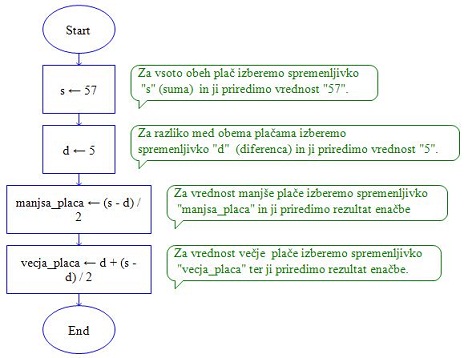 Start
s ← 57
Za vsoto obeh plač izberemo spremenljivko
"s" (suma) in ji priredimo vrednost "57".
d ← 5
Za razliko med obema plačama izberemo
spremenljivko "d" (diferenca) in ji priredimo vrednost "5".
manjsa_placa ← (s - d) /
2
Za vrednost manjše plače izberemo spremenljivko
"manjsa_placa" in ji priredimo rezultat enačbe
vecja_placa ← d + (s -
d) / 2
Za vrednost večje plače izberemo spremenljivko
"vecja_placa" ter ji priredimo rezultat enačbe.
End